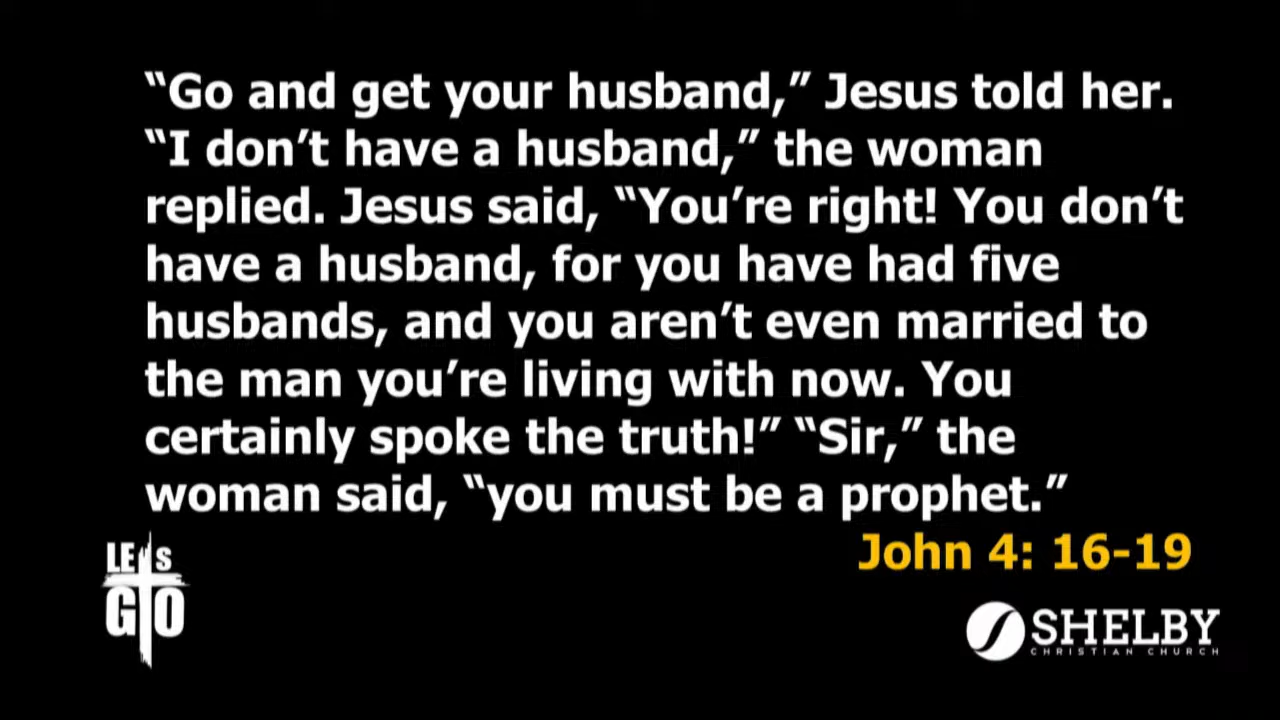 “Go and get your husband,” Jesus told her.
“I don’t have a husband,” the woman
replied. Jesus said, “You’re right! You don’t
have a husband, for you have had five
husbands, and you aren’t even married to
the man you’re living with now. You
certainly spoke the truth!” “Sir,” the
woman said, “you must be a prophet.”
John 4: 16-19
LETS
GO
SHELBY
CHRISTIAN CHURCH